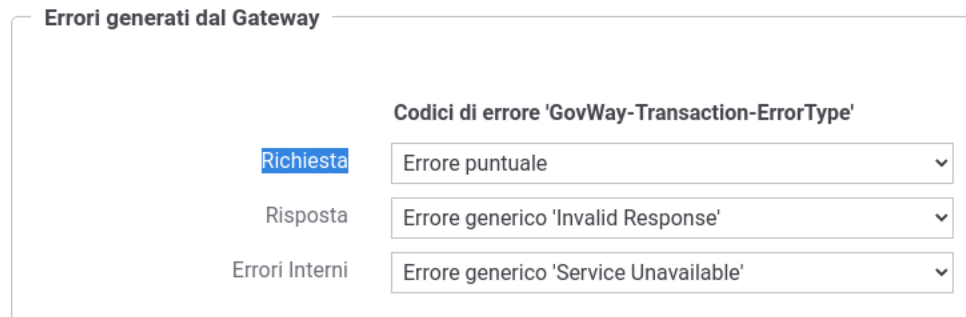 Errori generati dal Gateway
Codici di errore 'GovWay-Transaction-ErrorType'
Richiesta Errore puntuale
Risposta Errore generico 'Invalid Response'
Errori Interni Errore generico 'Service Unavailable'